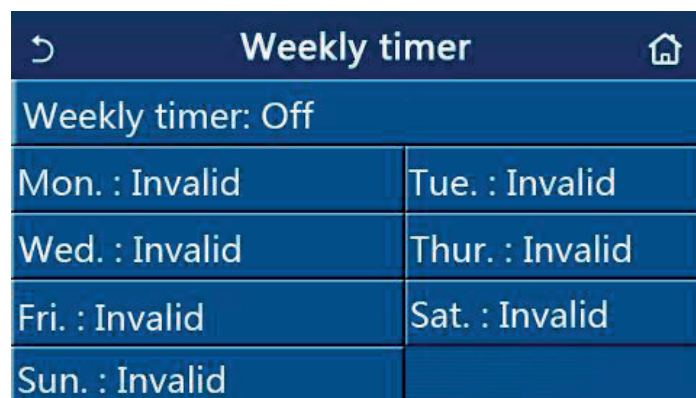 Weekly timer
Weekly timer: Off
Mon. : Invalid
Tue. : Invalid
Wed. : Invalid
Thur. : Invalid
Fri. : Invalid
Sat. : Invalid
Sun. : Invalid